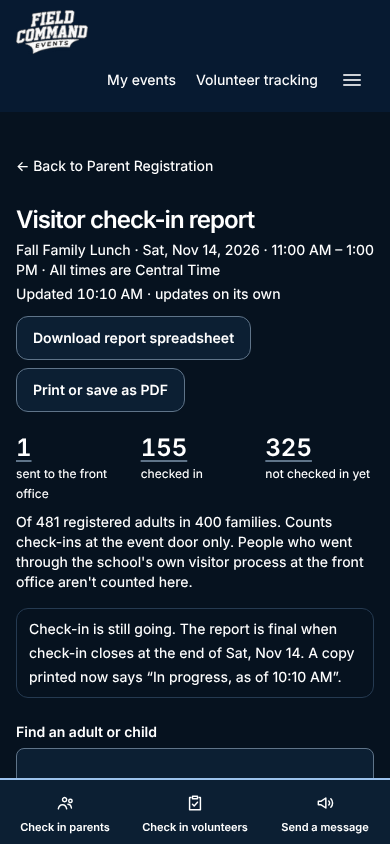 FIELD
COMMAND
EVENTS
My events Volunteer tracking
← Back to Parent Registration
Visitor check-in report
Fall Family Lunch · Sat, Nov 14, 2026 · 11:00 AM – 1:00
PM · All times are Central Time
Updated 10:10 AM · updates on its own
Download report spreadsheet
Print or save as PDF
1 155 325
sent to the front checked in not checked in yet
office
Of 481 registered adults in 400 families. Counts
check-ins at the event door only. People who went
through the school's own visitor process at the front
office aren't counted here.
Check-in is still going. The report is final when
check-in closes at the end of Sat, Nov 14. A copy
printed now says “In progress, as of 10:10 AM”.
Find an adult or child
Check in parents Check in volunteers Send a message